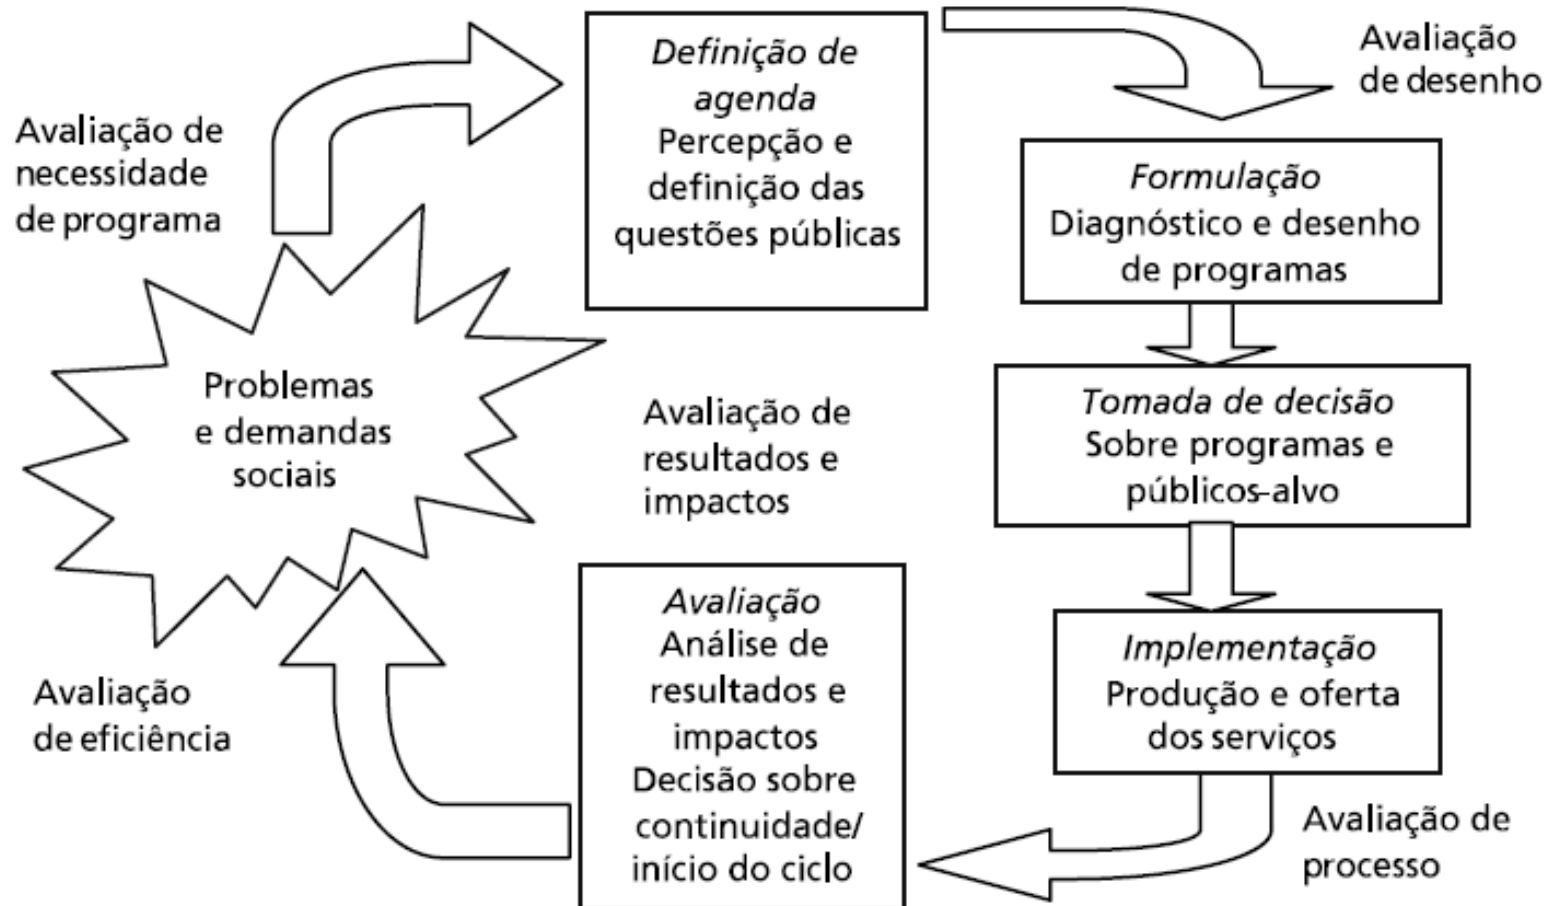 Avaliação de
necessidade
de programa
Definição de
agenda
Percepção e
definição das
questões públicas
Avaliação
de desenho
Formulação
Diagnóstico e desenho
de programas
Problemas
e demandas
sociais
Avaliação de
resultados e
impactos
Tomada de decisão
Sobre programas e
públicos-alvo
Avaliação
de eficiência
Avaliação
Análise de
resultados e
impactos
Decisão sobre
continuidade/
início do ciclo
Implementação
Produção e oferta
dos serviços
Avaliação de
processo